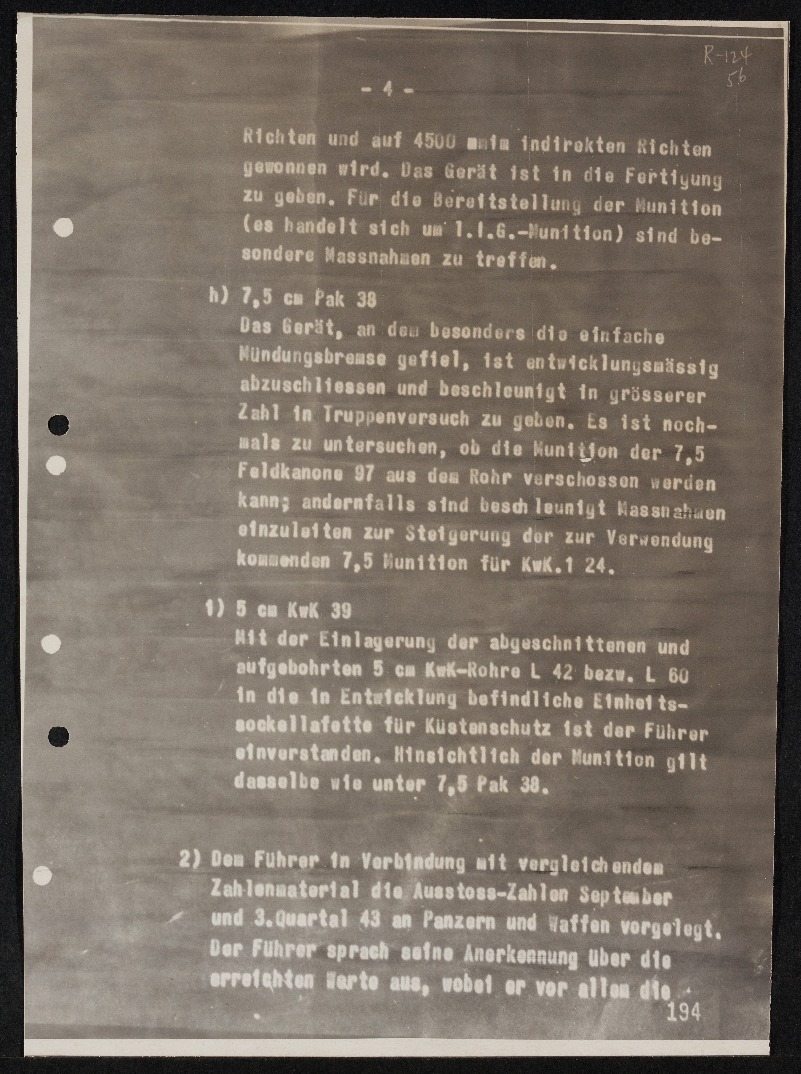 R-124
56
- 4 -
Richten und auf 4500 m im indirekten Richten
gewonnen wird. Das Gerät ist in die Fertigung
zu geben. Für die Bereitstellung der Munition
(es handelt sich um l.I.G.-Munition) sind be-
sondere Massnahmen zu treffen.
h) 7,5 cm Pak 38
Das Gerät, an dem besonders die einfache
Mündungsbremse gefiel, ist entwicklungsmässig
abzuschliessen und beschleunigt in grösserer
Zahl in Truppenversuch zu geben. Es ist noch-
mals zu untersuchen, ob die Munition der 7,5
Feldkanone 97 aus dem Rohr verschossen werden
kann; andernfalls sind beschleunigt Massnahmen
einzuleiten zur Steigerung der zur Verwendung
kommenden 7,5 Munition für KwK.1 24.
i) 5 cm KwK 39
Mit der Einlagerung der abgeschnittenen und
aufgebohrten 5 cm KwK-Rohre L 42 bezw. L 60
in die in Entwicklung befindliche Einheits-
sockellafette für Küstenschutz ist der Führer
einverstanden. Hinsichtlich der Munition gilt
dasselbe wie unter 7,5 Pak 38.
2) Dem Führer in Verbindung mit vergleichendem
Zahlenmaterial die Ausstoss-Zahlen September
und 3.Quartal 43 an Panzern und Waffen vorgelegt.
Der Führer sprach seine Anerkennung über die
erreichten Werte aus, wobei er vor allem die
194